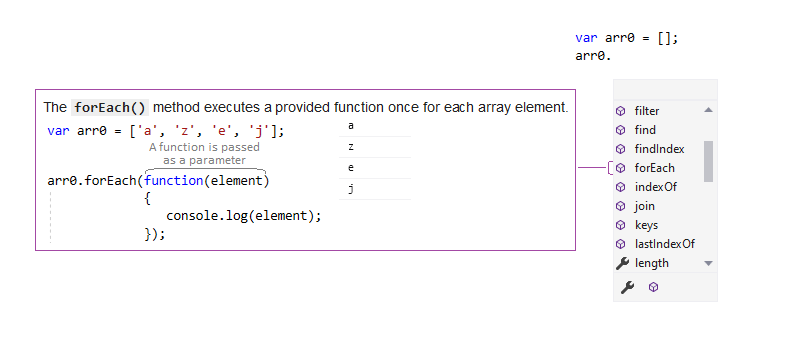 var arr0 = [];
arr0.
The forEach() method executes a provided function once for each array element.
var arr0 = ['a', 'z', 'e', 'j'];
A function is passed
as a parameter
arr0.forEach(function(element)
{
console.log(element);
});
a
z
e
j
filter
find
findIndex
forEach
indexOf
join
keys
lastIndexOf
length